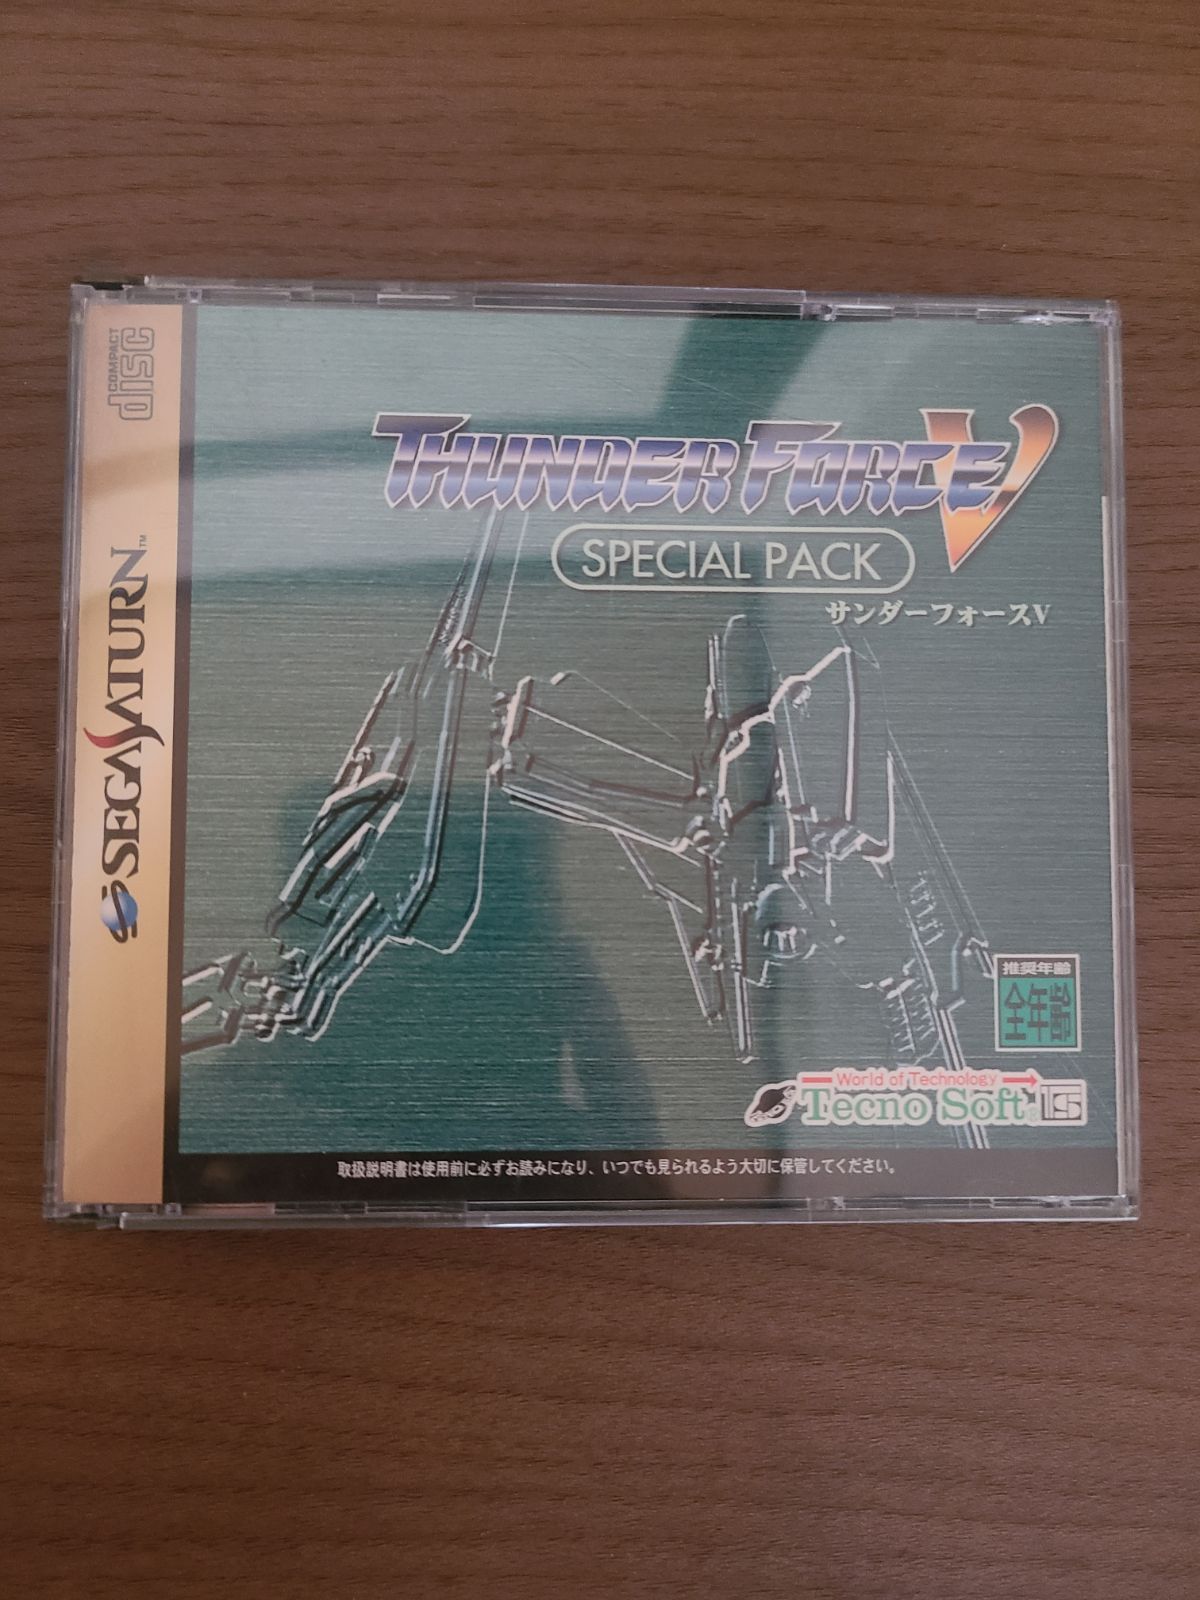 COMPACT
disc
SEGA SATURN™
THUNDER FORCE V
SPECIAL PACK
サンダーフォースV
推奨年齢
全年齢
World of Technology
Tecno Soft® TS
取扱説明書は使用前に必ずお読みになり、いつでも見られるよう大切に保管してください。